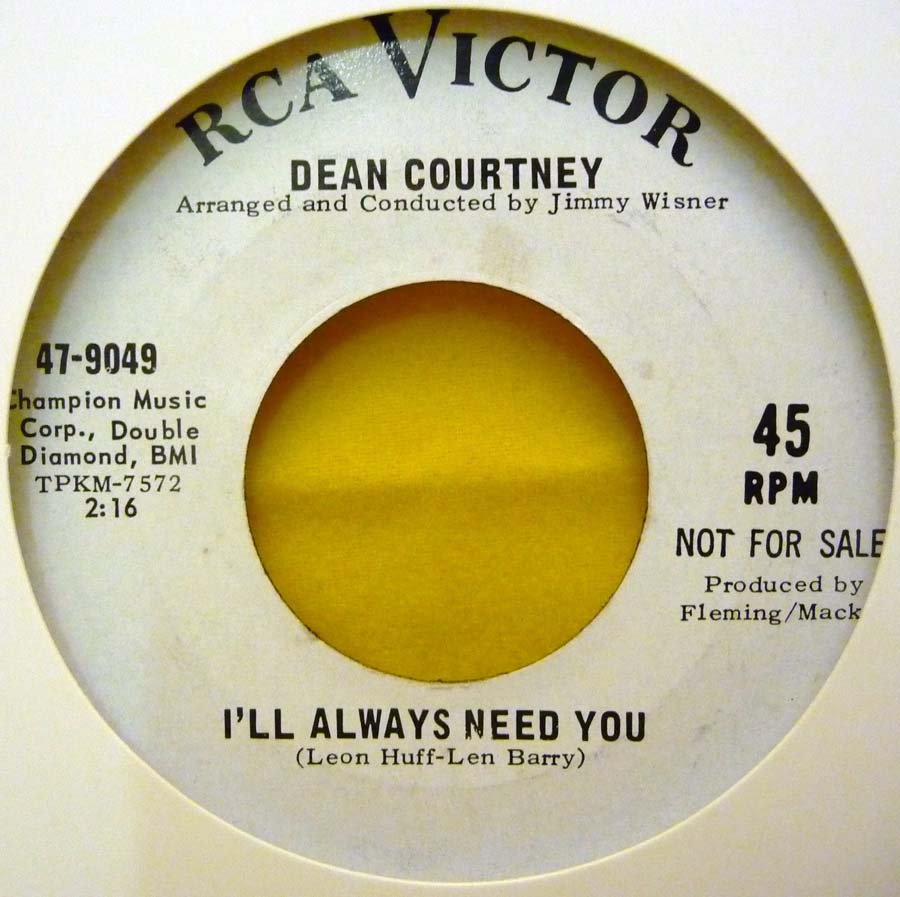 RCA VICTOR
DEAN COURTNEY
Arranged and Conducted by Jimmy Wisner
47-9049
Champion Music
Corp., Double
Diamond, BMI
TPKM-7572
2:16
45
RPM
NOT FOR SALE
Produced by
Fleming/Mack
I'LL ALWAYS NEED YOU
(Leon Huff-Len Barry)